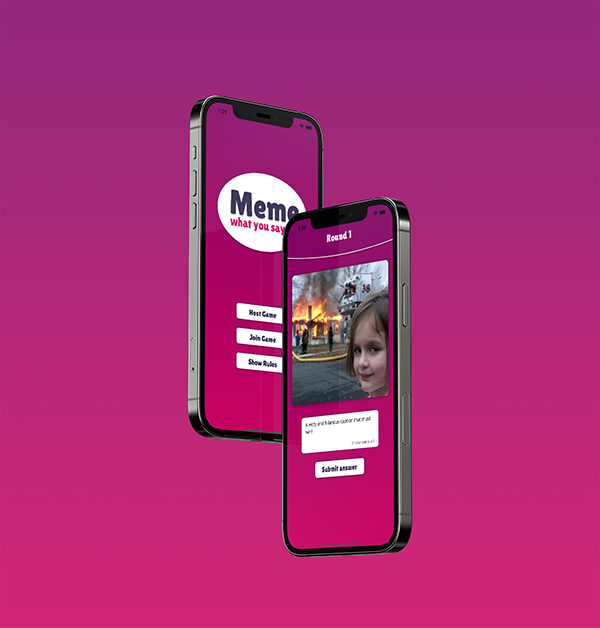 Meme
what you say
Host Game
Join Game
Show Rules
Round 1
36
A witty and hilarious caption that must
win!
Submit answer